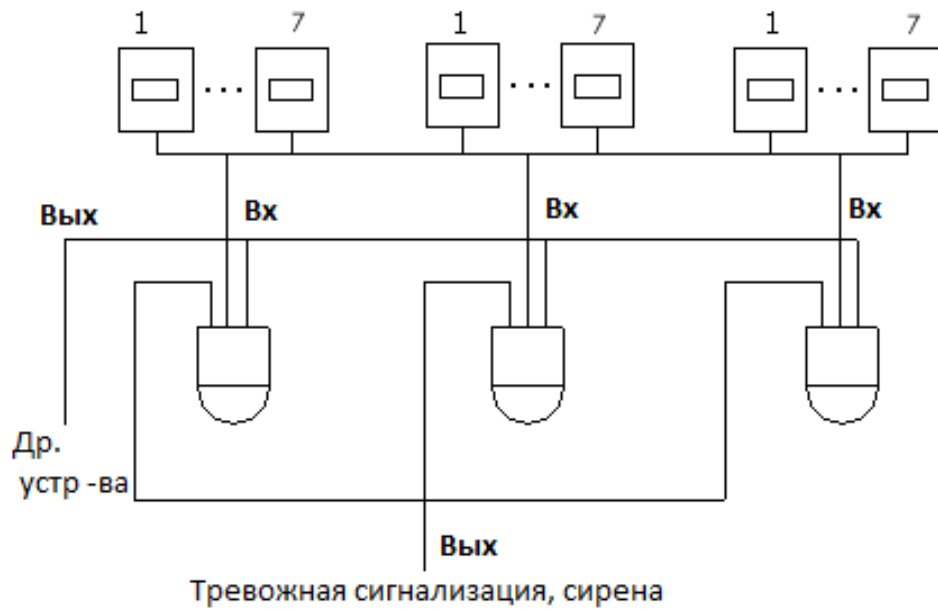 1 7 1 7 1 7
Вых Вх Вх Вх
Др.
устр -ва
Вых
Тревожная сигнализация, сирена